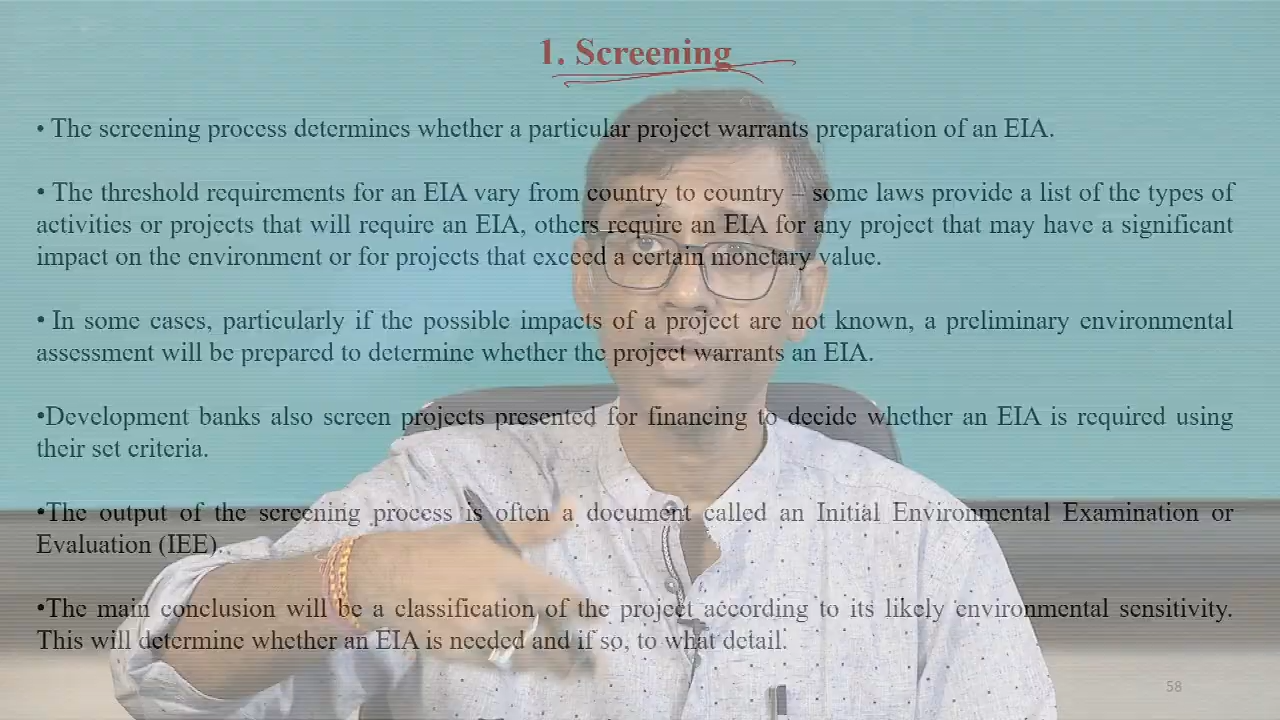 1. Screening
• The screening process determines whether a particular project warrants preparation of an EIA.
• The threshold requirements for an EIA vary from country to country – some laws provide a list of the types of
activities or projects that will require an EIA, others require an EIA for any project that may have a significant
impact on the environment or for projects that exceed a certain monetary value.
• In some cases, particularly if the possible impacts of a project are not known, a preliminary environmental
assessment will be prepared to determine whether the project warrants an EIA.
•Development banks also screen projects presented for financing to decide whether an EIA is required using
their set criteria.
•The output of the screening process is often a document called an Initial Environmental Examination or
Evaluation (IEE).
•The main conclusion will be a classification of the project according to its likely environmental sensitivity.
This will determine whether an EIA is needed and if so, to what detail.
58